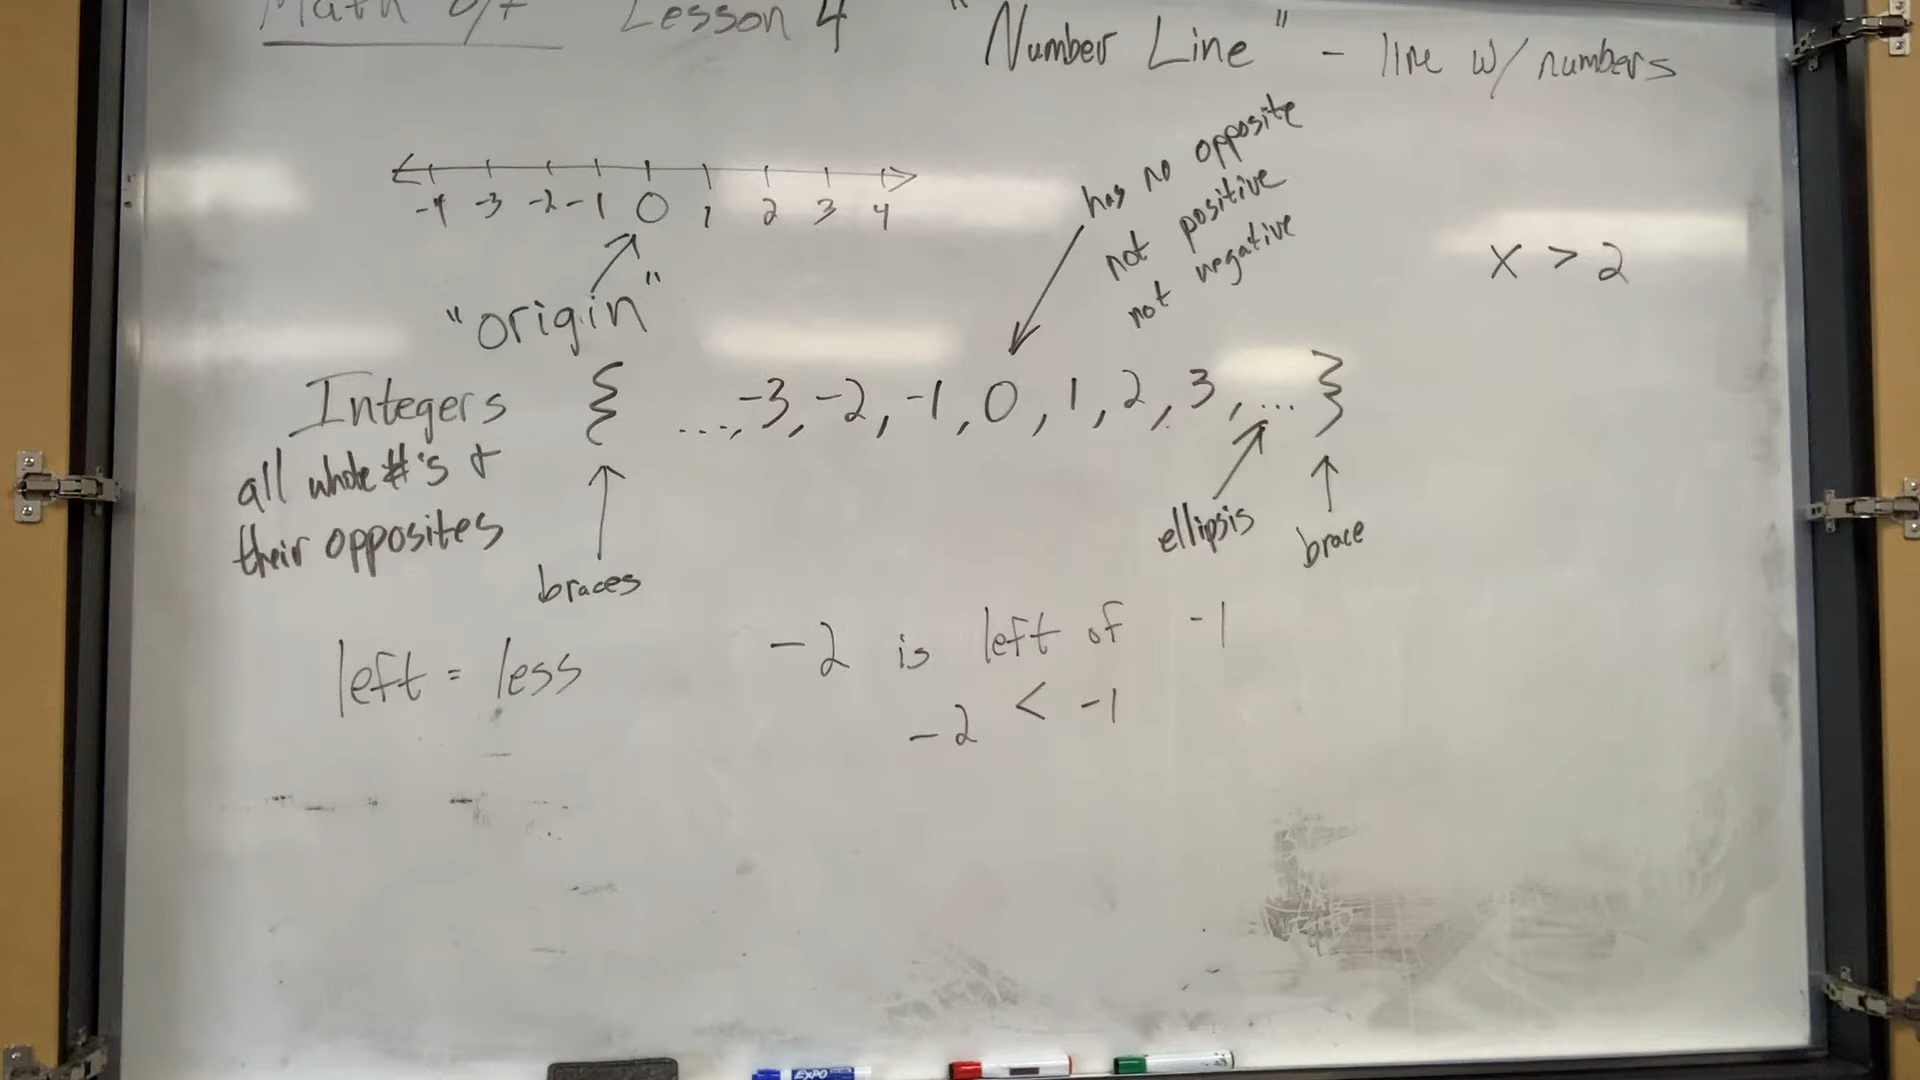 Math 8/7 Lesson 4 "Number Line" - line w/ numbers
-4 -3 -2 -1 0 1 2 3 4
"origin"
has no opposite
not positive
not negative
x > 2
Integers { ..., -3, -2, -1, 0, 1, 2, 3, ... }
all whole #'s +
their opposites
braces
ellipsis
brace
left = less
-2 is left of -1
-2 < -1
EXPO